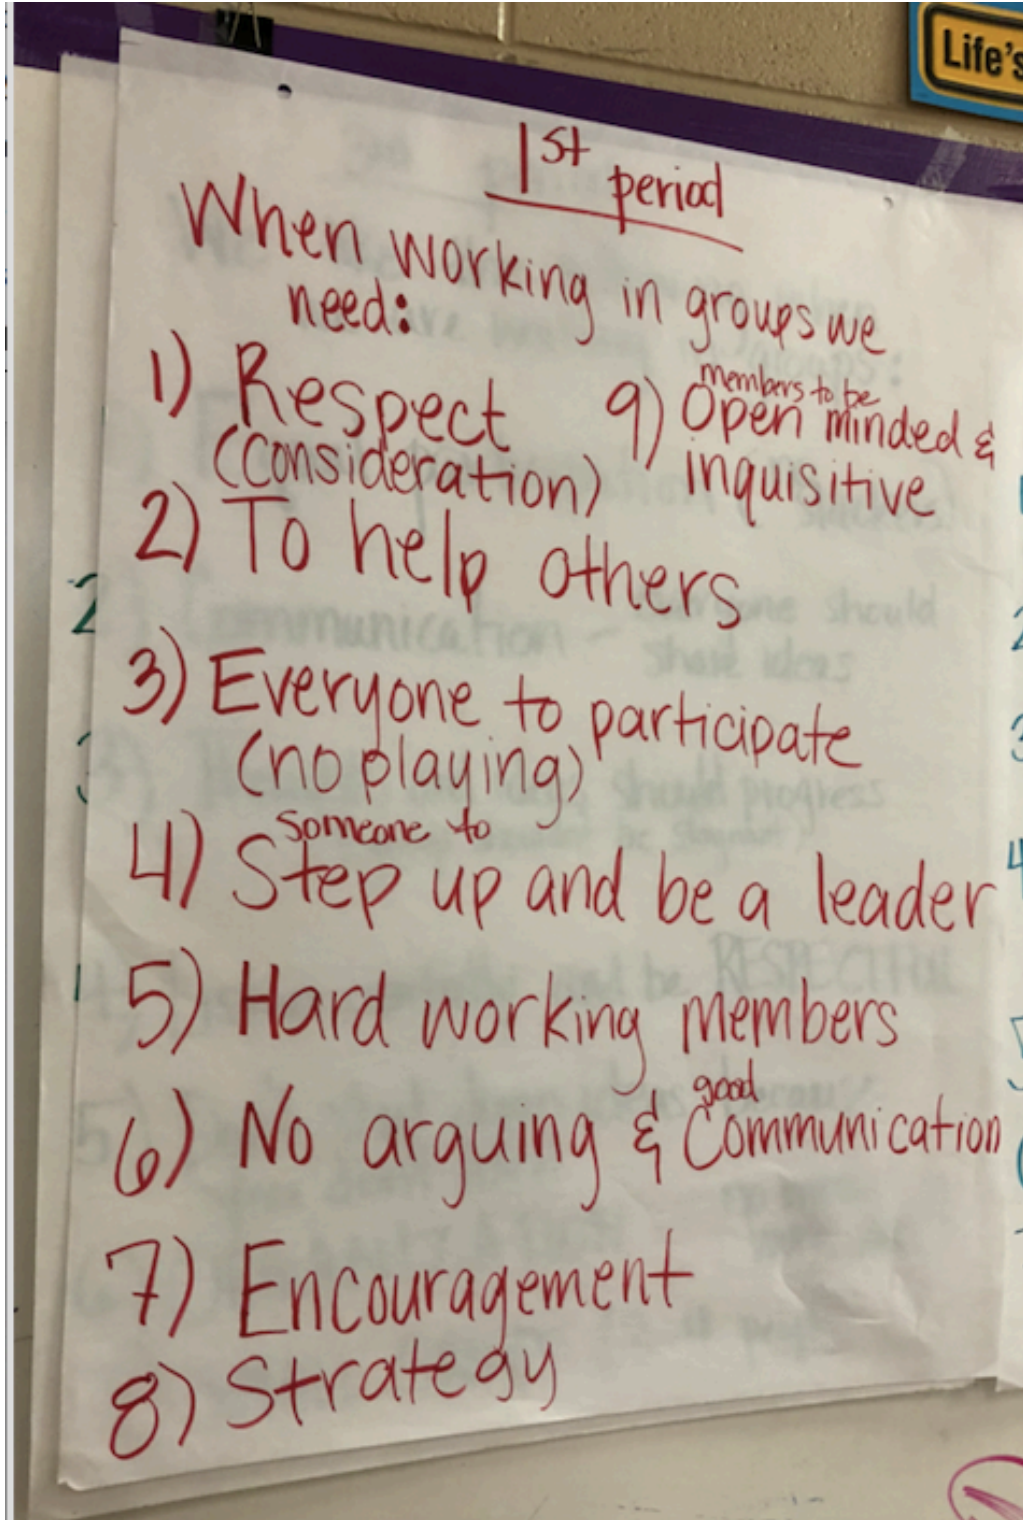 Life's
1st period
When working in groups we
need:
1) Respect
(consideration)
2) To help others
3) Everyone to participate
(no playing)
4) someone to
Step up and be a leader
5) Hard working members
6) No arguing & good Communication
7) Encouragement
8) Strategy
9) members to be
Open minded &
inquisitive